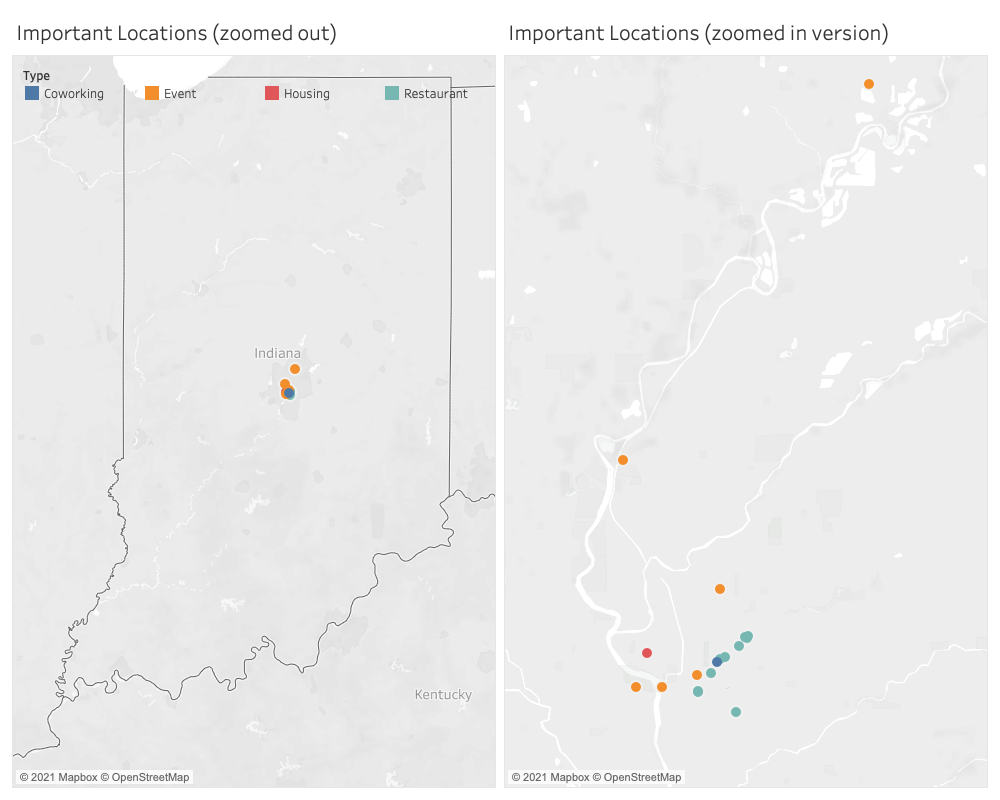 Important Locations (zoomed out)
Important Locations (zoomed in version)
Type
Coworking
Event
Housing
Restaurant
Indiana
Kentucky
© 2021 Mapbox © OpenStreetMap
© 2021 Mapbox © OpenStreetMap